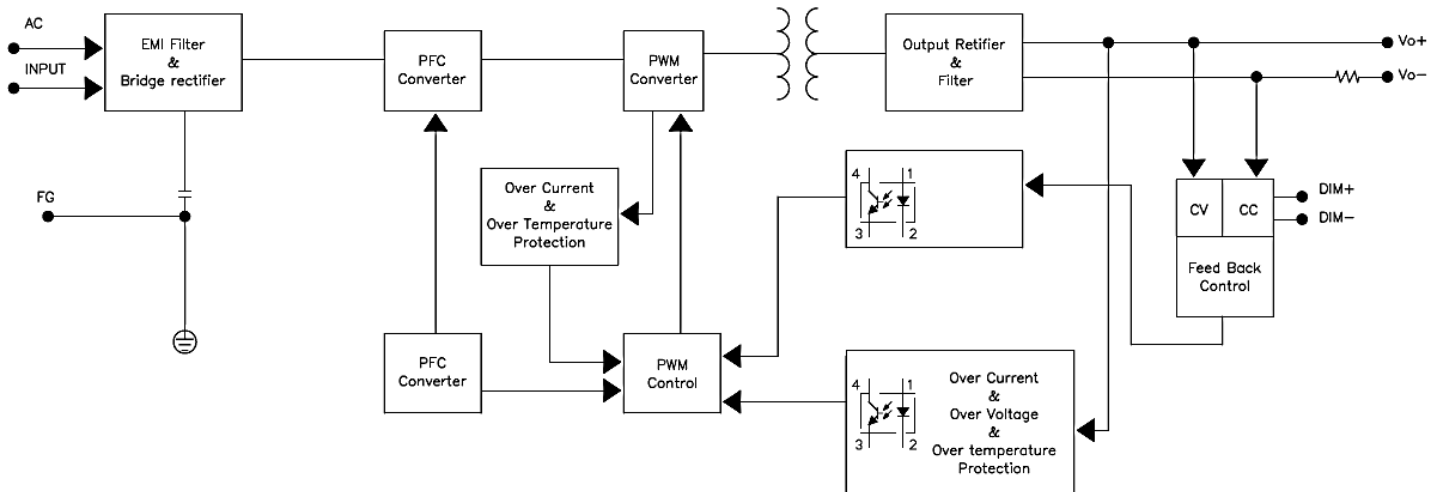 AC
INPUT
EMI Filter
&
Bridge rectifier
PFC
Converter
PWM
Converter
Output Retifier
&
Filter
Vo+
Vo−
FG
Over Current
&
Over Temperature
Protection
4
1
3
2
CV
CC
DIM+
DIM−
Feed Back
Control
PFC
Converter
PWM
Control
4
1
3
2
Over Current
&
Over Voltage
&
Over temperature
Protection